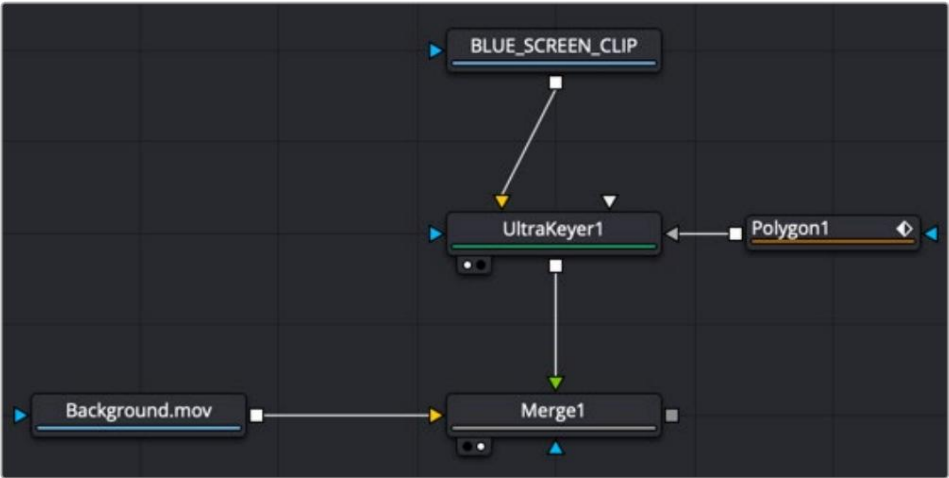 BLUE_SCREEN_CLIP
UltraKeyer1
Polygon1
Background.mov
Merge1